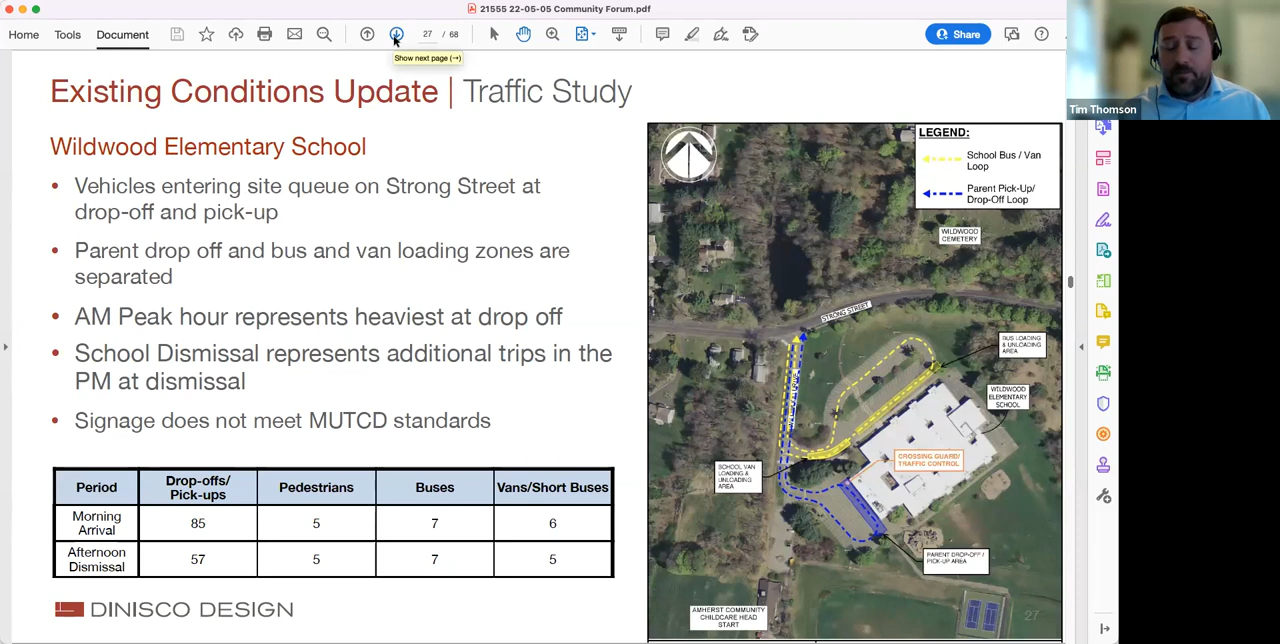 21555 22-05-05 Community Forum.pdf
Home Tools Document
27 / 68
Share
Show next page (→)
Tim Thomson
Existing Conditions Update | Traffic Study
Wildwood Elementary School
• Vehicles entering site queue on Strong Street at
drop-off and pick-up
• Parent drop off and bus and van loading zones are
separated
• AM Peak hour represents heaviest at drop off
• School Dismissal represents additional trips in the
PM at dismissal
• Signage does not meet MUTCD standards
Period
Drop-offs/
Pick-ups
Pedestrians
Buses
Vans/Short Buses
Morning
Arrival
85
5
7
6
Afternoon
Dismissal
57
5
7
5
DINISCO DESIGN
LEGEND:
School Bus / Van
Loop
Parent Pick-Up/
Drop-Off Loop
WILDWOOD
CEMETERY
STRONG STREET
BUS LOADING
& UNLOADING
AREA
WILDWOOD
ELEMENTARY
SCHOOL
CROSSING GUARD/
TRAFFIC CONTROL
SCHOOL VAN
LOADING &
UNLOADING
AREA
PARENT DROP-OFF /
PICK-UP AREA
AMHERST COMMUNITY
CHILDCARE HEAD
START
27